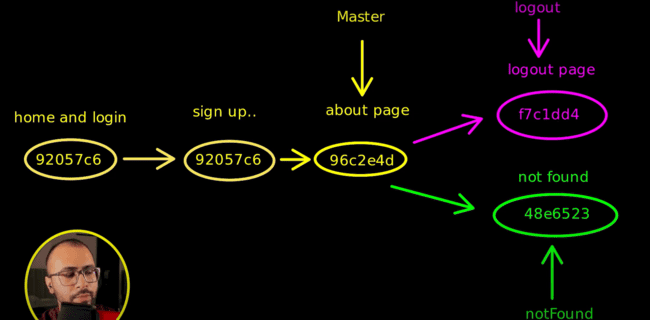 Master
logout
logout page
home and login
sign up..
about page
f7c1dd4
92057c6
92057c6
96c2e4d
not found
48e6523
notFound